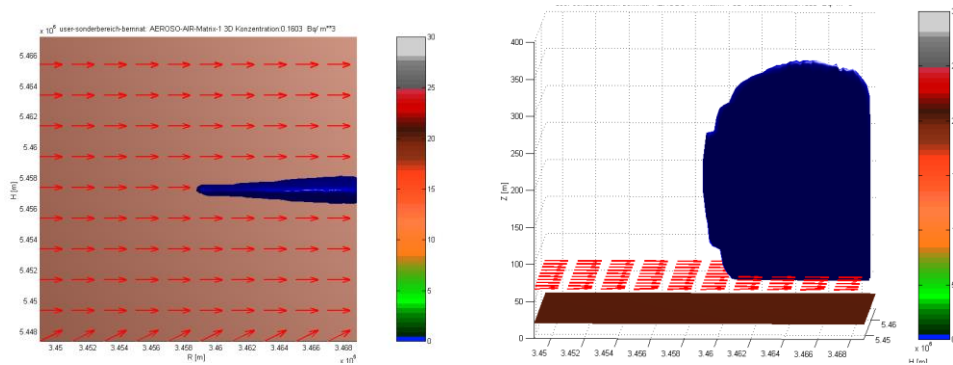 user-sonderbereich-bernnat: AEROSO-AIR-Matrix-1 3D Konzentration:0.1603 Bq/ m**3
x 10^6
5.466
5.464
5.462
5.46
5.458
5.456
5.454
5.452
5.45
5.448
H [m]
3.45 3.452 3.454 3.456 3.458 3.46 3.462 3.464 3.466 3.468
R [m]
x 10^6
30
25
20
15
10
5
0
400
350
300
250
200
150
100
50
0
Z [m]
3.45 3.452 3.454 3.456 3.458 3.46 3.462 3.464 3.466 3.468
5.46
5.45
x 10^6
H [m]